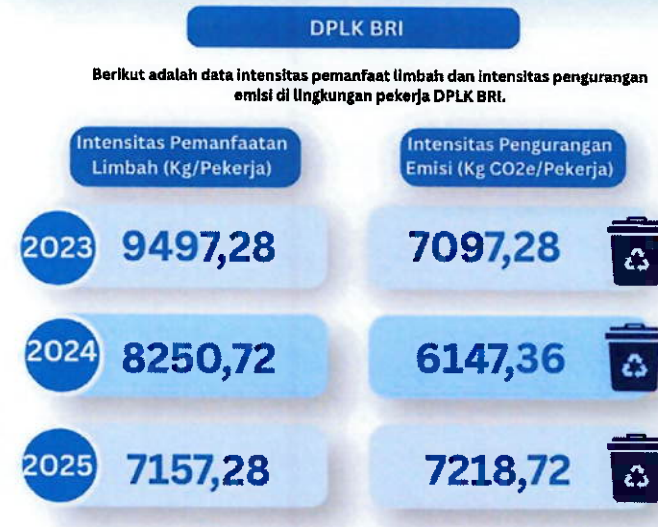 DPLK BRI
Berikut adalah data intensitas pemanfaat limbah dan intensitas pengurangan
emisi di lingkungan pekerja DPLK BRI.
Intensitas Pemanfaatan
Limbah (Kg/Pekerja)
Intensitas Pengurangan
Emisi (Kg CO2e/Pekerja)
2023 9497,28 7097,28
2024 8250,72 6147,36
2025 7157,28 7218,72